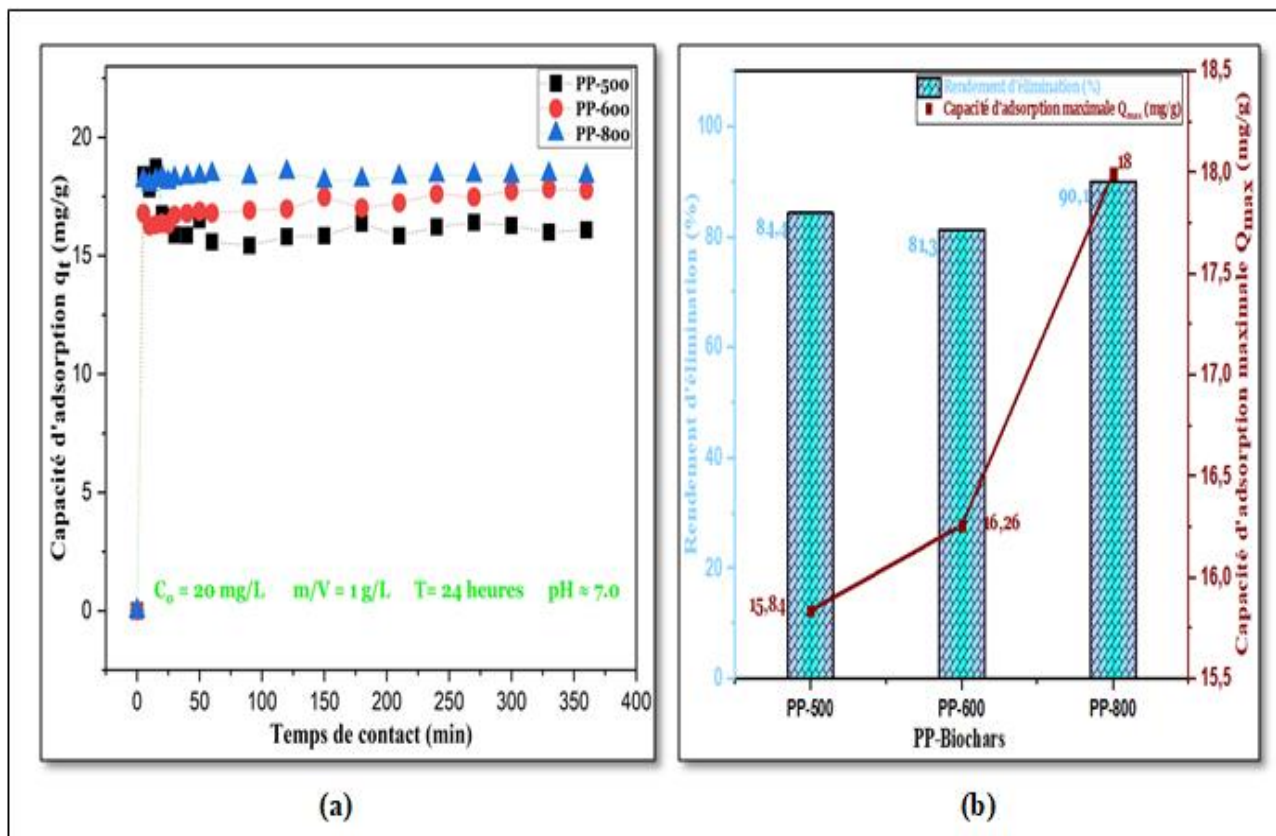 PP-500
PP-600
PP-800
Capacité d'adsorption qt (mg/g)
20
15
10
5
0
C₀ = 20 mg/L m/V = 1 g/L T= 24 heures pH ≈ 7.0
0 50 100 150 200 250 300 350 400
Temps de contact (min)
(a)
Rendement d'élimination (%)
Capacité d'adsorption maximale Qmax (mg/g)
Rendement d'élimination (%)
100
80
60
40
20
0
84,4
81,3
90,1
15,84
16,26
18
18,5
18,0
17,5
17,0
16,5
16,0
15,5
Capacité d'adsorption maximale Qmax (mg/g)
PP-500 PP-600 PP-800
PP-Biochars
(b)